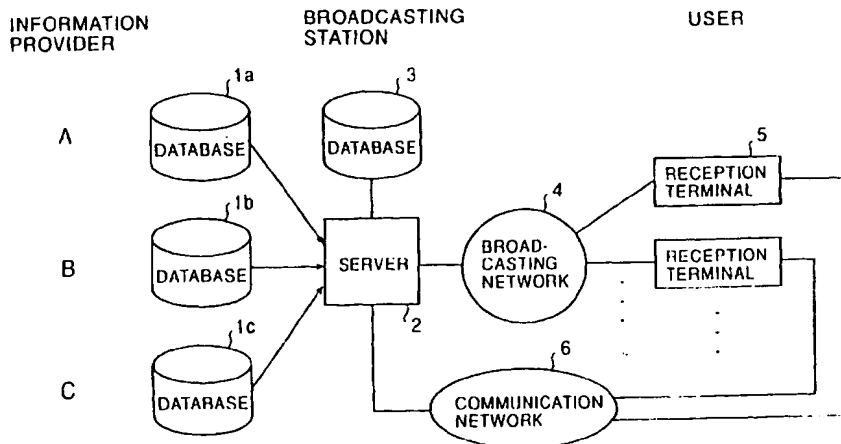 INFORMATION
PROVIDER
BROADCASTING
STATION
USER
1a
3
A
DATABASE
DATABASE
5
RECEPTION
TERMINAL
1b
4
B
DATABASE
SERVER
BROAD-
CASTING
NETWORK
RECEPTION
TERMINAL
2
1c
6
C
DATABASE
COMMUNICATION
NETWORK